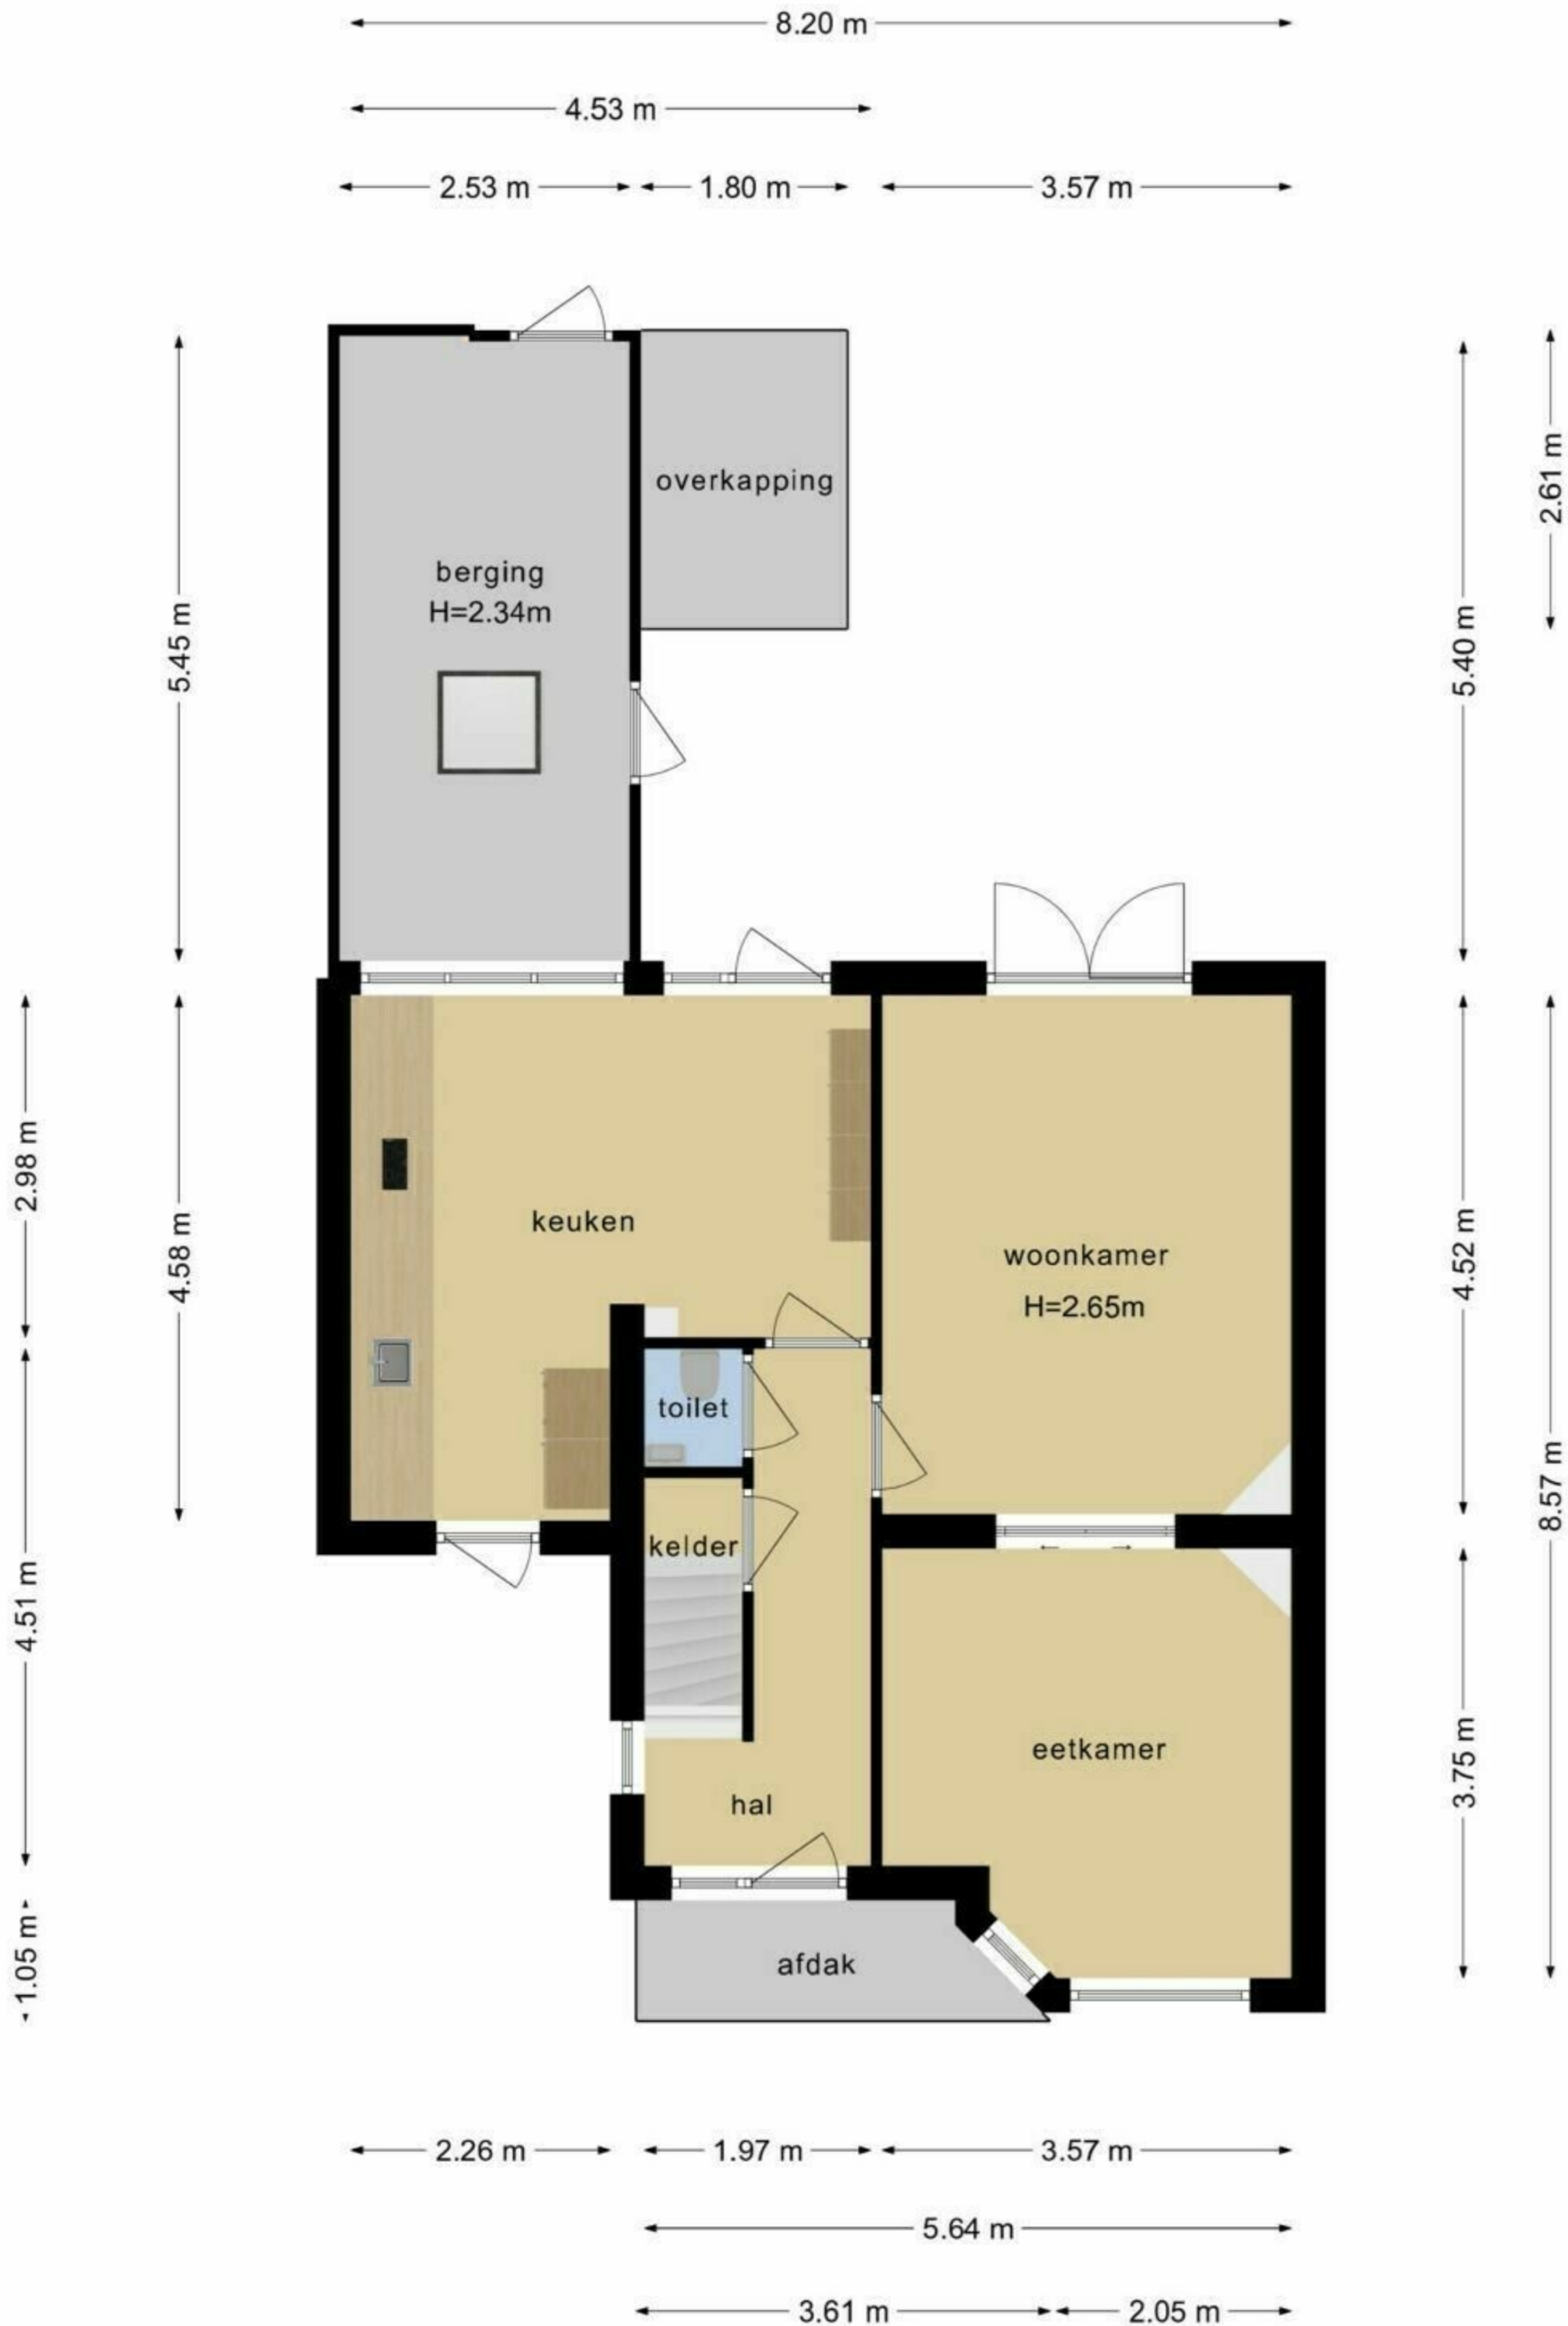 8.20 m
4.53 m
2.53 m
1.80 m
3.57 m
overkapping
berging
H=2.34m
5.45 m
5.40 m
2.61 m
keuken
woonkamer
H=2.65m
2.98 m
4.58 m
4.52 m
toilet
kelder
8.57 m
4.51 m
eetkamer
3.75 m
hal
afdak
1.05 m
2.26 m
1.97 m
3.57 m
5.64 m
3.61 m
2.05 m